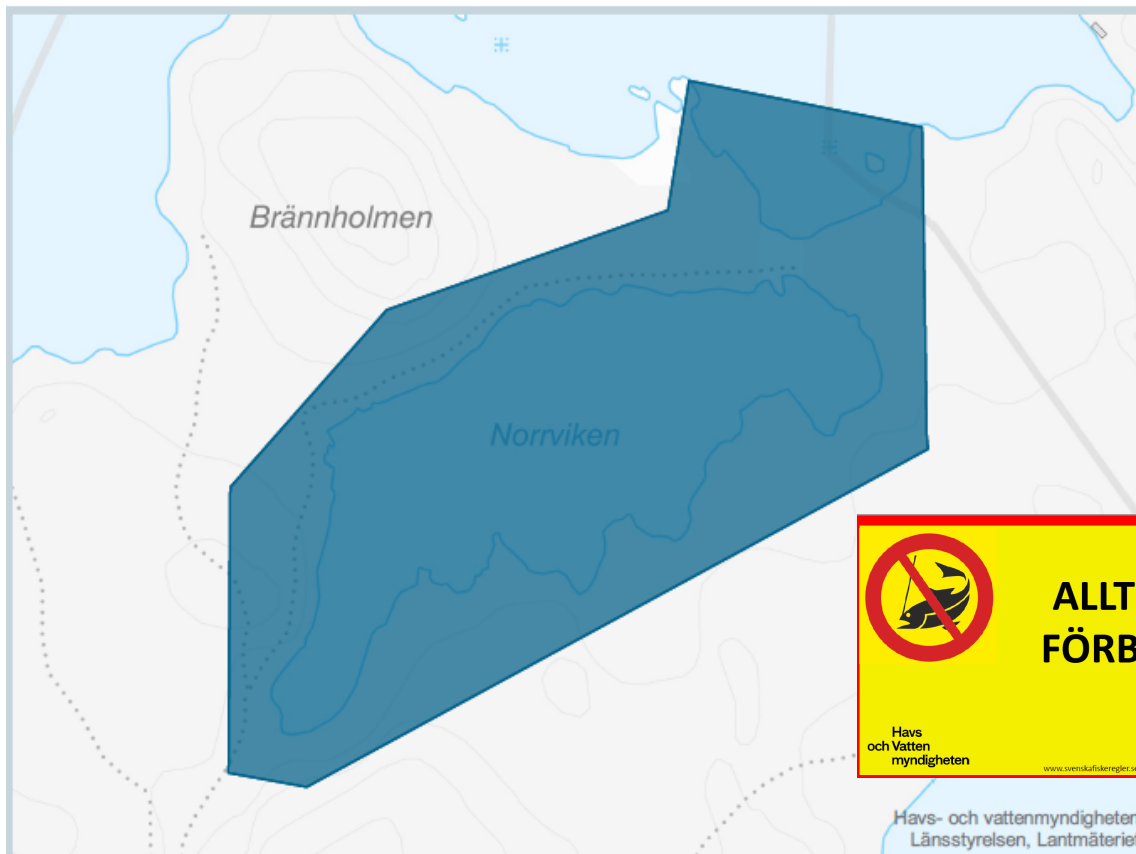 Brännholmen
Norrviken
ALLT
FÖRB
Havs
och Vatten
myndigheten
www.svenskafiskeregler.se
Havs- och vattenmyndigheten
Länsstyrelsen, Lantmäteriet